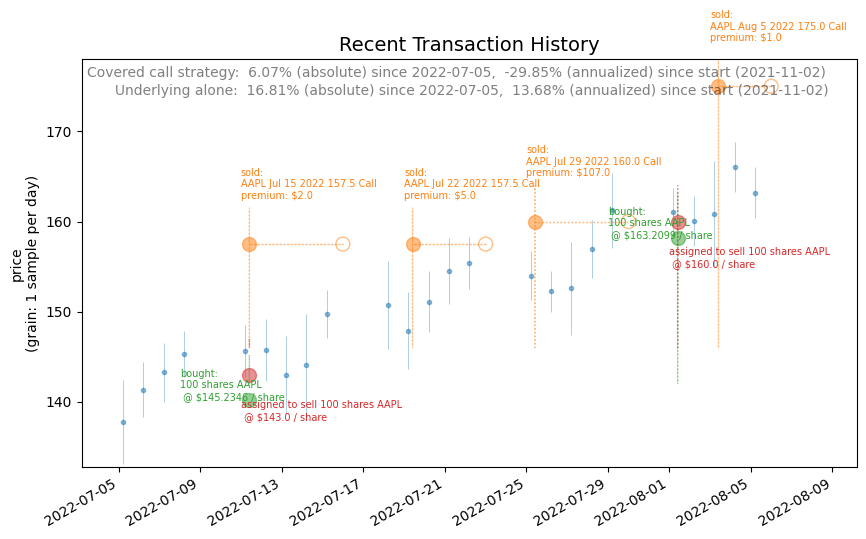 sold:
AAPL Aug 5 2022 175.0 Call
premium: $1.0
Recent Transaction History
Covered call strategy:  6.07% (absolute) since 2022-07-05,  -29.85% (annualized) since start (2021-11-02)
Underlying alone:  16.81% (absolute) since 2022-07-05,  13.68% (annualized) since start (2021-11-02)
sold:
AAPL Jul 15 2022 157.5 Call
premium: $2.0
sold:
AAPL Jul 22 2022 157.5 Call
premium: $5.0
sold:
AAPL Jul 29 2022 160.0 Call
premium: $107.0
bought:
100 shares AAPL
@ $163.2099 / share
assigned to sell 100 shares AAPL
@ $160.0 / share
bought:
100 shares AAPL
@ $145.2346 / share
assigned to sell 100 shares AAPL
@ $143.0 / share
price
(grain: 1 sample per day)
170
160
150
140
2022-07-05
2022-07-09
2022-07-13
2022-07-17
2022-07-21
2022-07-25
2022-07-29
2022-08-01
2022-08-05
2022-08-09